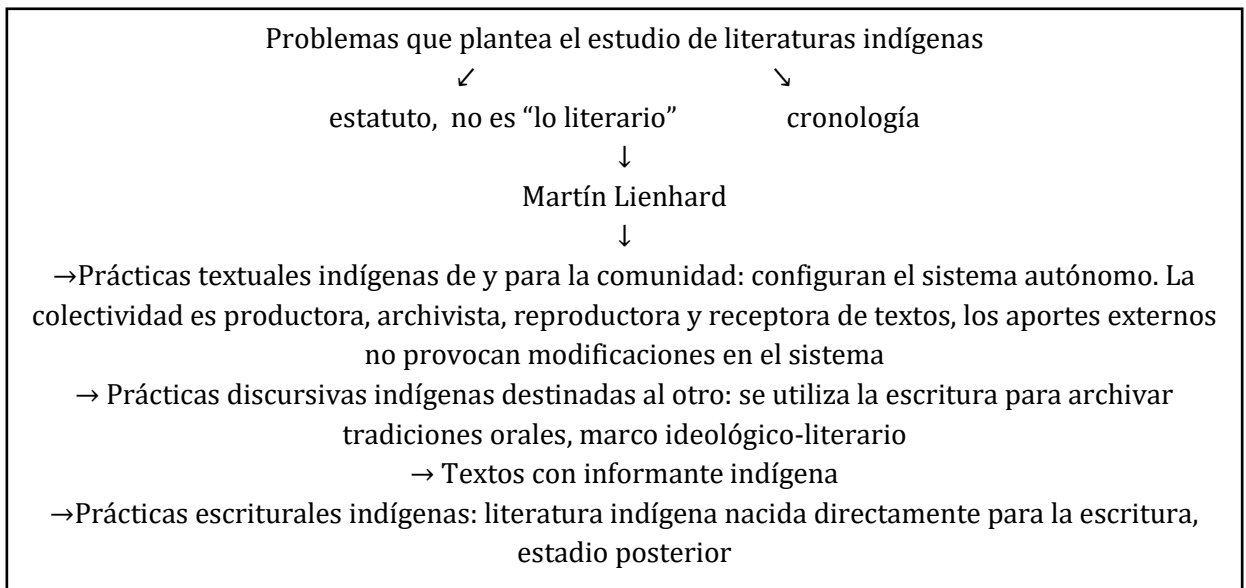 Problemas que plantea el estudio de literaturas indígenas
↙ ↘
estatuto, no es “lo literario” cronología
↓
Martín Lienhard
↓
→Prácticas textuales indígenas de y para la comunidad: configuran el sistema autónomo. La
colectividad es productora, archivista, reproductora y receptora de textos, los aportes externos
no provocan modificaciones en el sistema
→ Prácticas discursivas indígenas destinadas al otro: se utiliza la escritura para archivar
tradiciones orales, marco ideológico-literario
→ Textos con informante indígena
→Prácticas escriturales indígenas: literatura indígena nacida directamente para la escritura,
estadio posterior